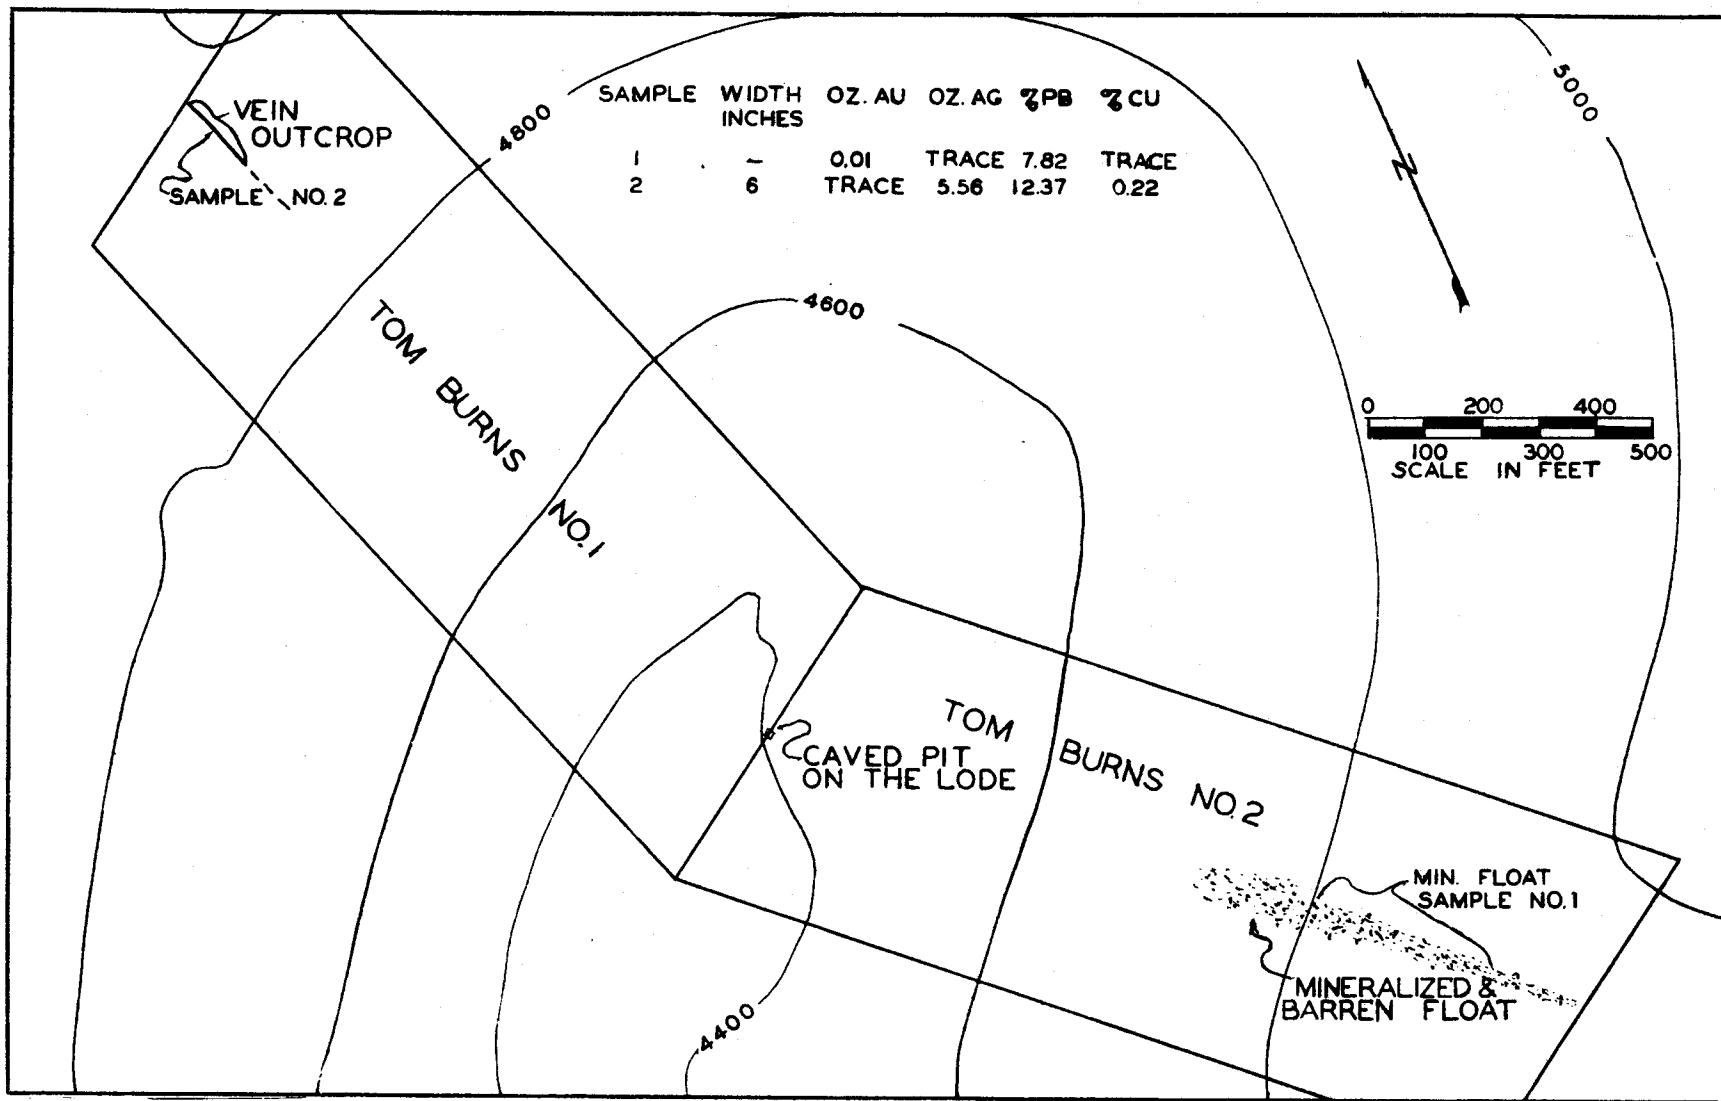 VEIN
OUTCROP
SAMPLE NO. 2
4800
SAMPLE WIDTH INCHES OZ. AU OZ. AG %PB %CU
1 – 0.01 TRACE 7.82 TRACE
2 6 TRACE 5.56 12.37 0.22
5000
N
4600
0 200 400
100 300 500
SCALE IN FEET
TOM BURNS NO. 1
CAVED PIT
ON THE LODE
TOM BURNS NO. 2
MIN. FLOAT
SAMPLE NO. 1
MINERALIZED &
BARREN FLOAT
4400